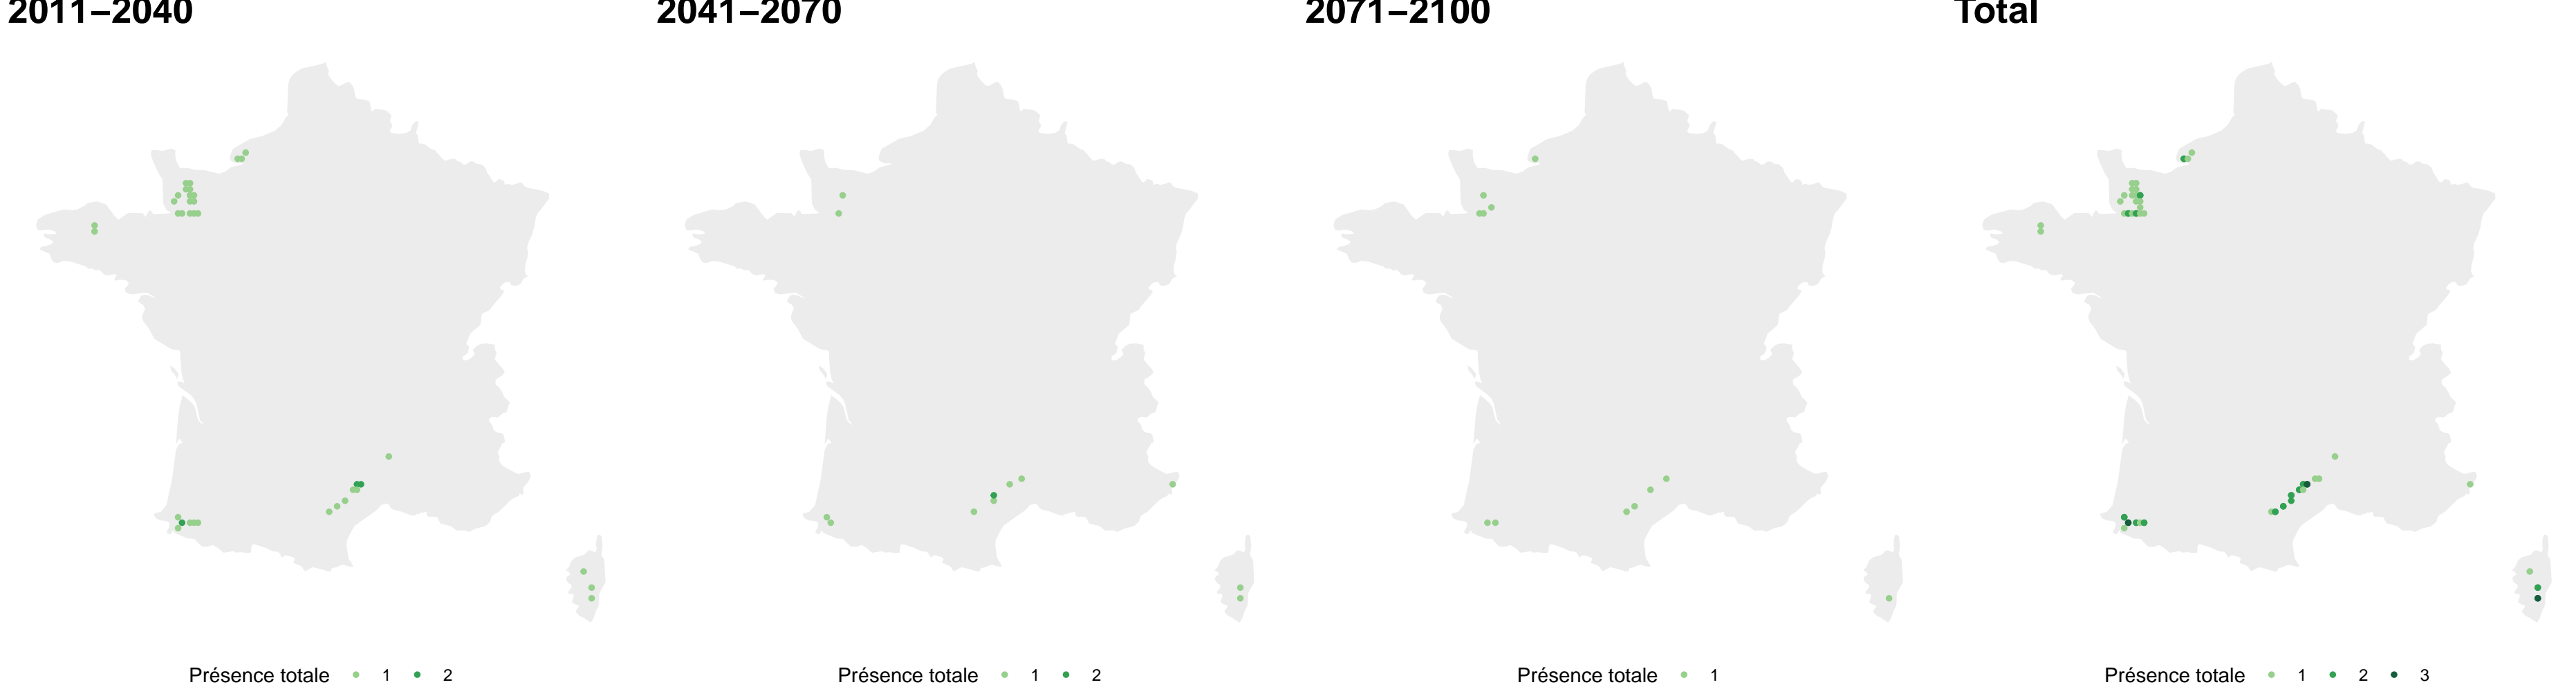 2011–2040
2041–2070
2071–2100
Total
Présence totale 1 2
Présence totale 1 2
Présence totale 1
Présence totale 1 2 3